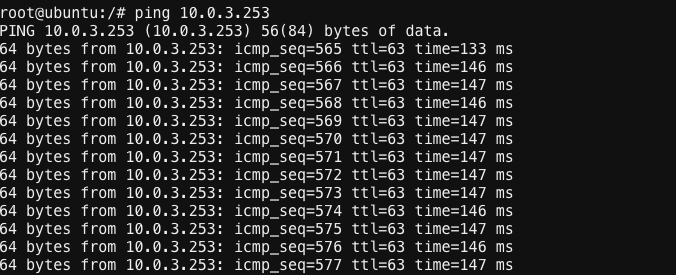 root@ubuntu:/# ping 10.0.3.253
PING 10.0.3.253 (10.0.3.253) 56(84) bytes of data.
64 bytes from 10.0.3.253: icmp_seq=565 ttl=63 time=133 ms
64 bytes from 10.0.3.253: icmp_seq=566 ttl=63 time=146 ms
64 bytes from 10.0.3.253: icmp_seq=567 ttl=63 time=147 ms
64 bytes from 10.0.3.253: icmp_seq=568 ttl=63 time=146 ms
64 bytes from 10.0.3.253: icmp_seq=569 ttl=63 time=147 ms
64 bytes from 10.0.3.253: icmp_seq=570 ttl=63 time=147 ms
64 bytes from 10.0.3.253: icmp_seq=571 ttl=63 time=147 ms
64 bytes from 10.0.3.253: icmp_seq=572 ttl=63 time=147 ms
64 bytes from 10.0.3.253: icmp_seq=573 ttl=63 time=147 ms
64 bytes from 10.0.3.253: icmp_seq=574 ttl=63 time=146 ms
64 bytes from 10.0.3.253: icmp_seq=575 ttl=63 time=147 ms
64 bytes from 10.0.3.253: icmp_seq=576 ttl=63 time=146 ms
64 bytes from 10.0.3.253: icmp_seq=577 ttl=63 time=147 ms